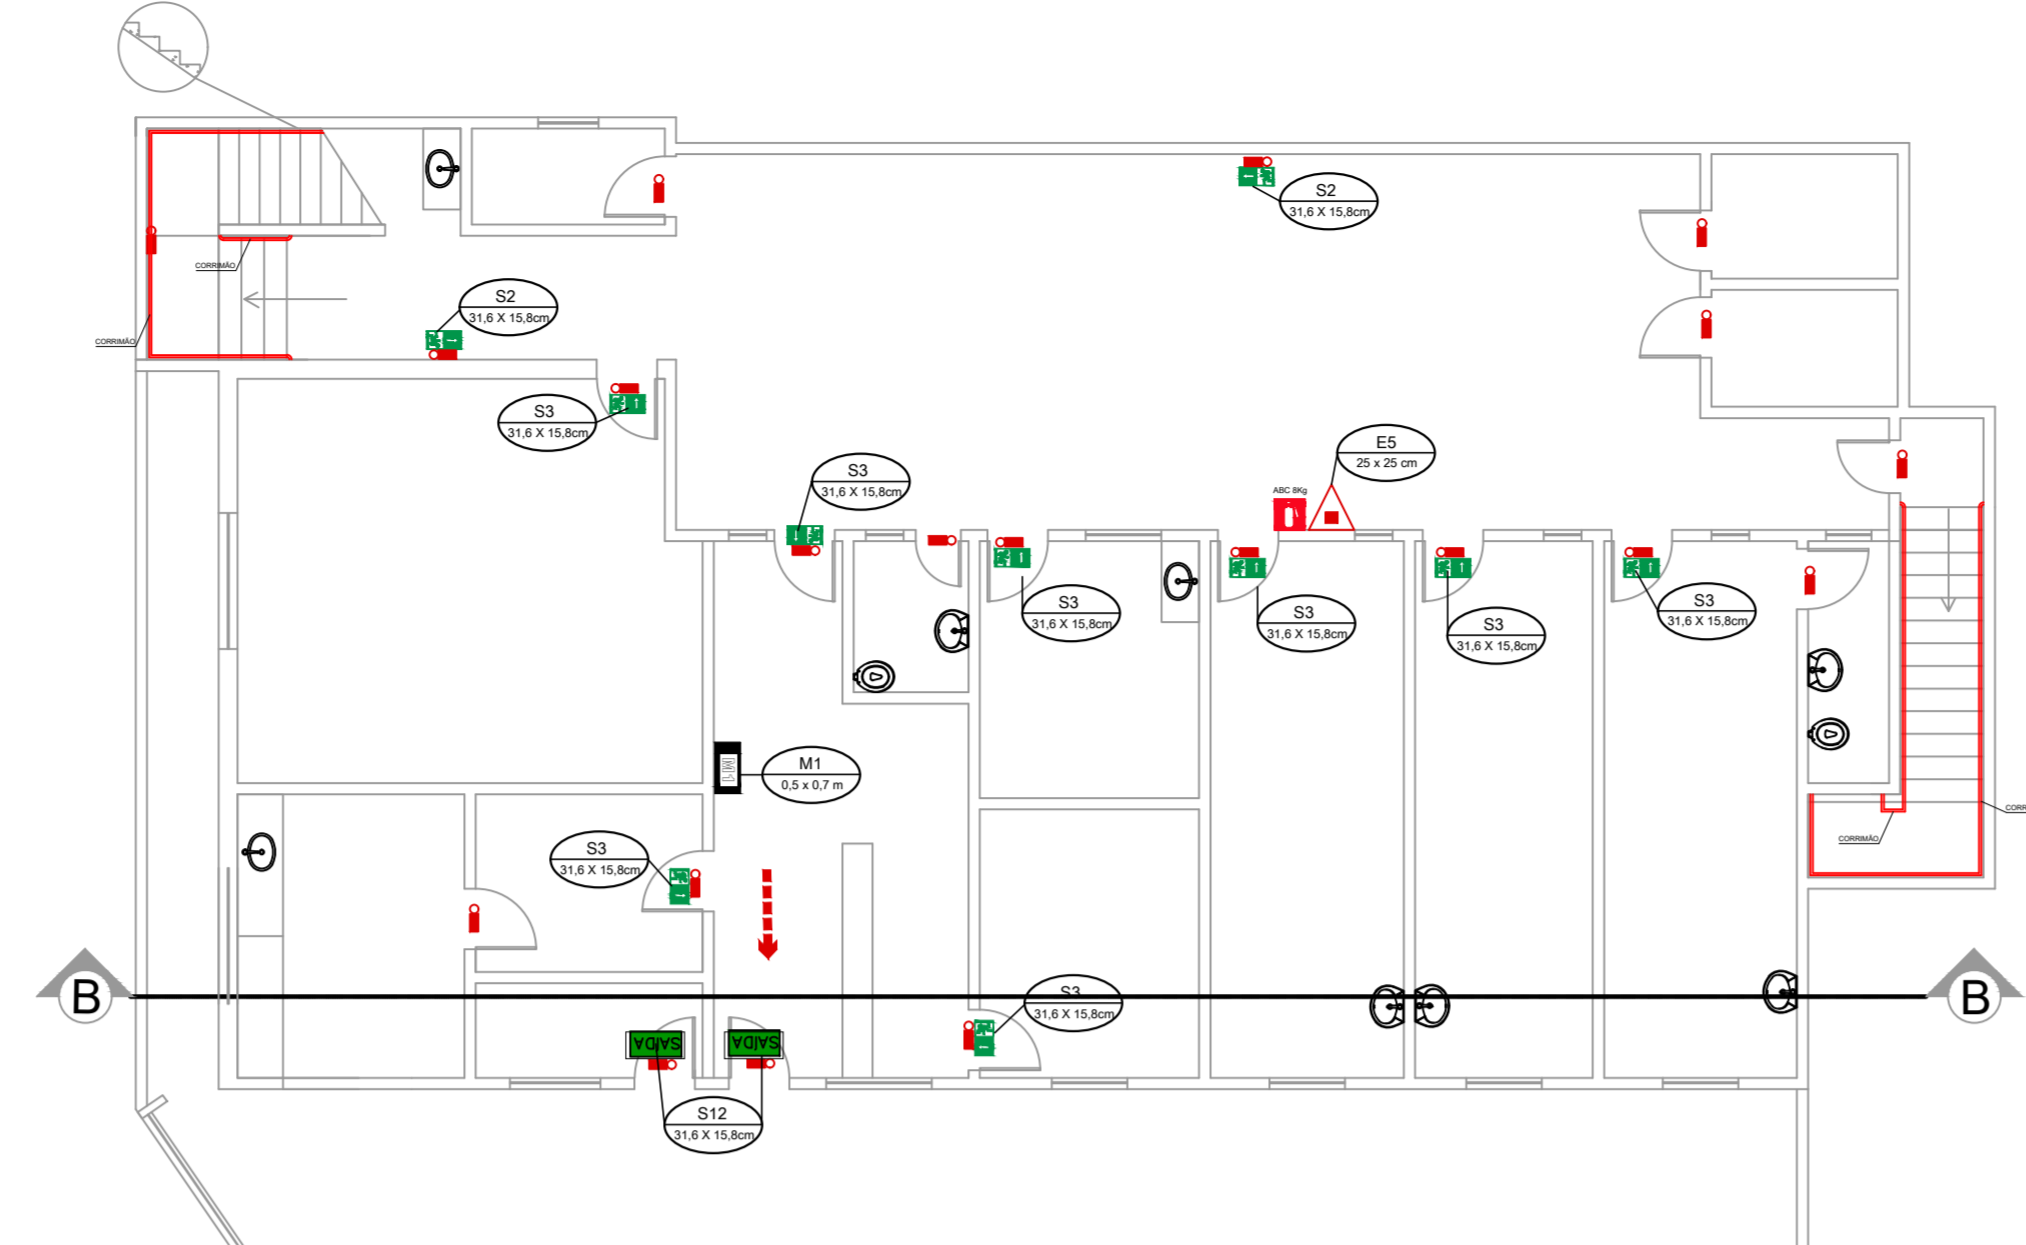 S2
31,6 X 15,8cm
CORRIMÃO
S2
31,6 X 15,8cm
CORRIMÃO
S3
31,6 X 15,8cm
E5
25 x 25 cm
S3
31,6 X 15,8cm
ABC 8Kg
S3
31,6 X 15,8cm
S3
31,6 X 15,8cm
S3
31,6 X 15,8cm
S3
31,6 X 15,8cm
M1
M1
0,5 x 0,7 m
CORR
CORRIMÃO
S3
31,6 X 15,8cm
B
B
S3
31,6 X 15,8cm
SAÍDA
SAÍDA
S12
31,6 X 15,8cm